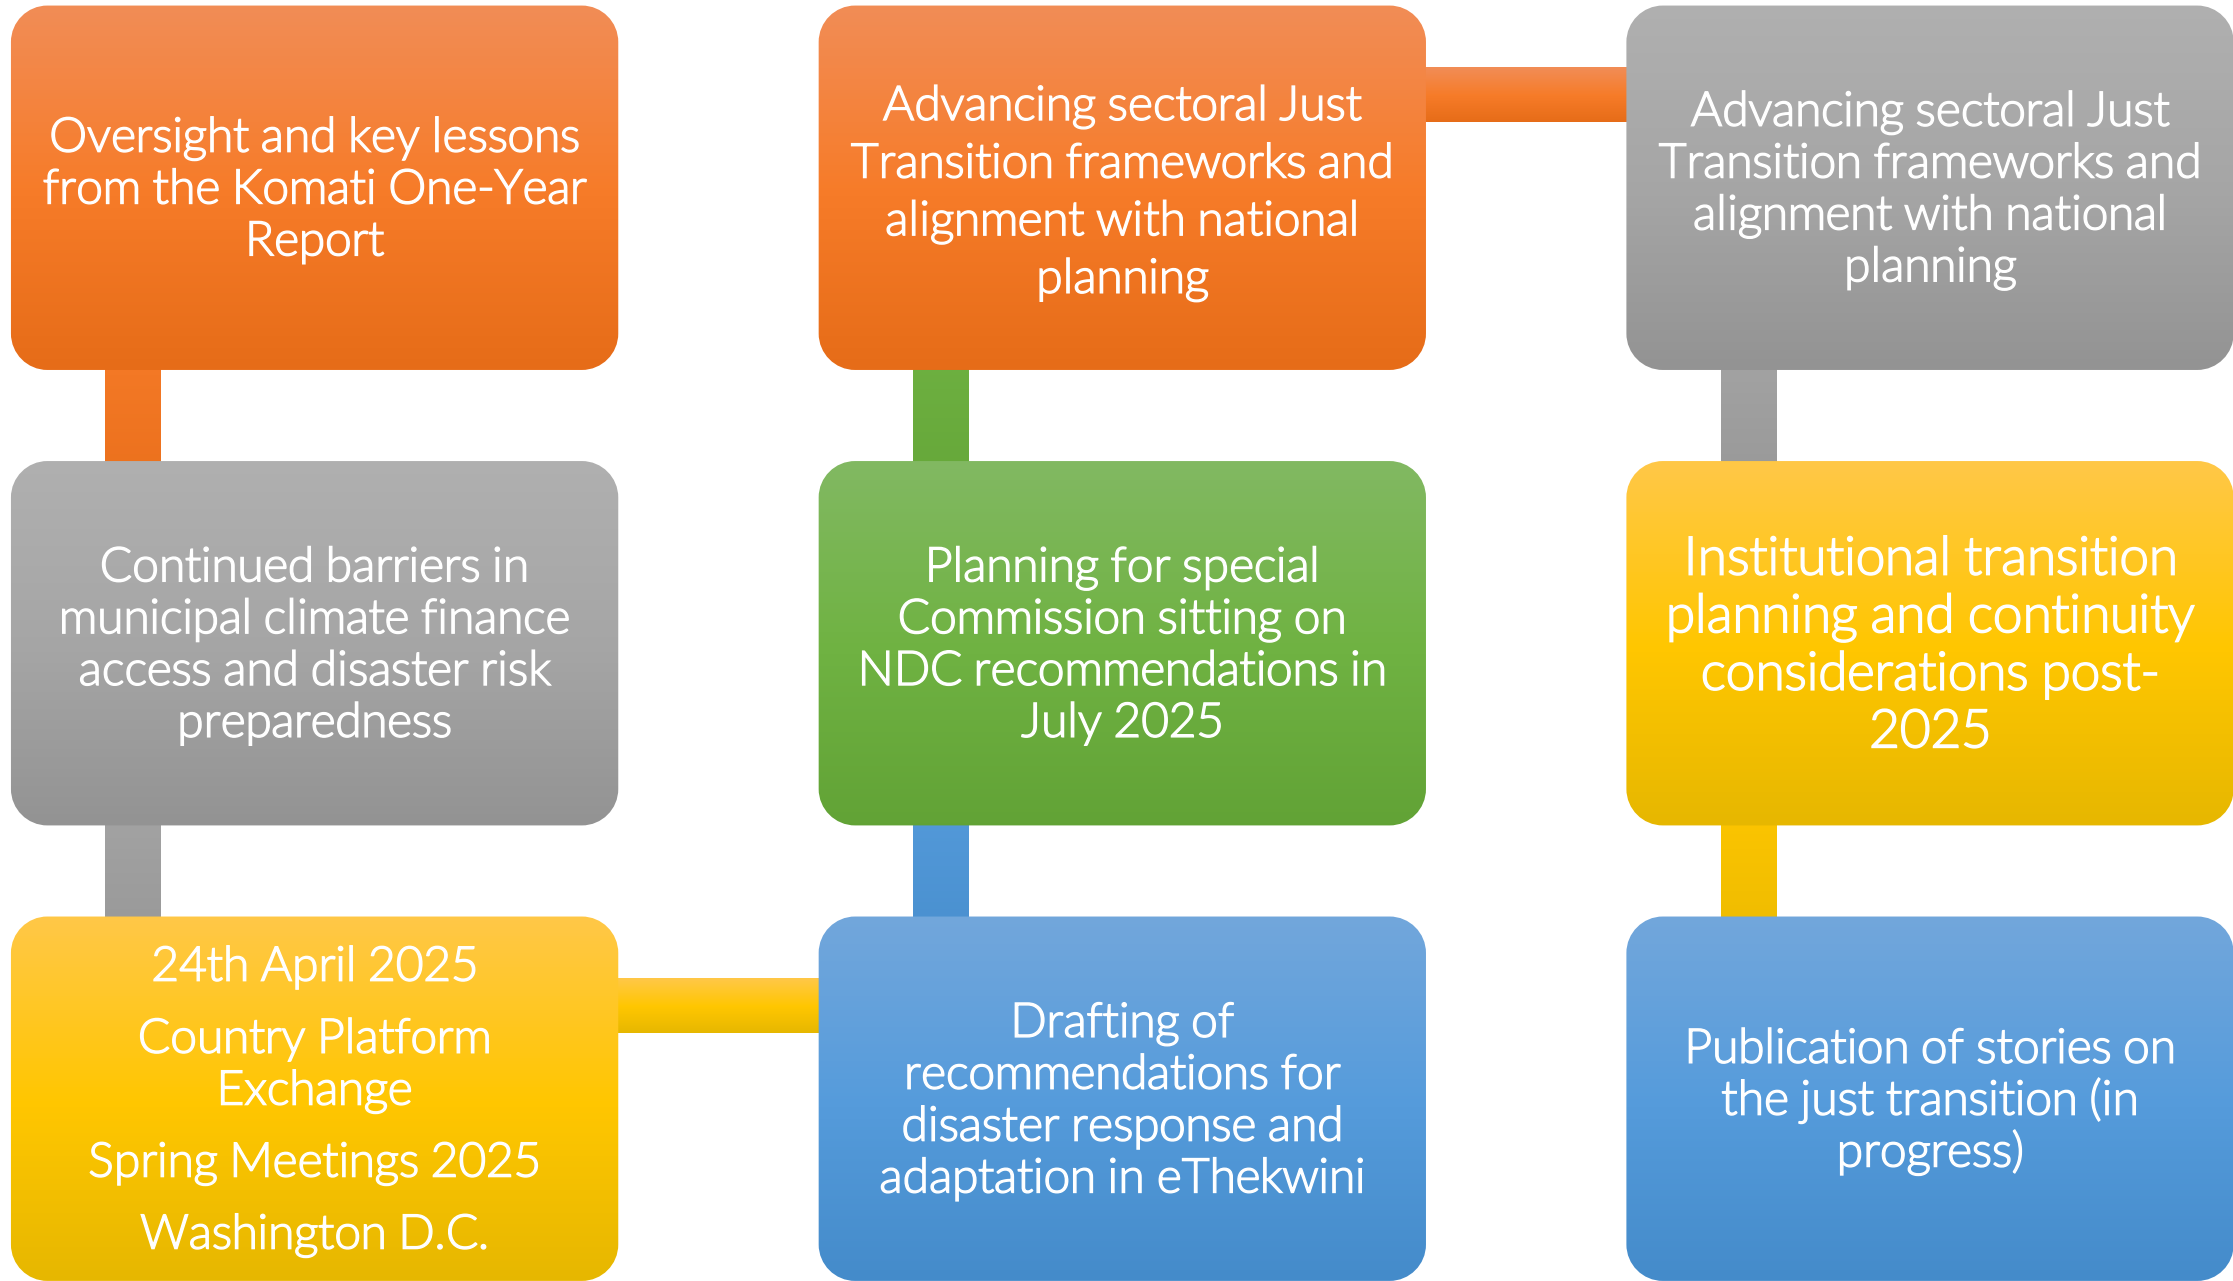 Oversight and key lessons
from the Komati One-Year
Report
Continued barriers in
municipal climate finance
access and disaster risk
preparedness
24th April 2025
Country Platform
Exchange
Spring Meetings 2025
Washington D.C.
Drafting of
recommendations for
disaster response and
adaptation in eThekwini
Planning for special
Commission sitting on
NDC recommendations in
July 2025
Advancing sectoral Just
Transition frameworks and
alignment with national
planning
Advancing sectoral Just
Transition frameworks and
alignment with national
planning
Institutional transition
planning and continuity
considerations post-
2025
Publication of stories on
the just transition (in
progress)